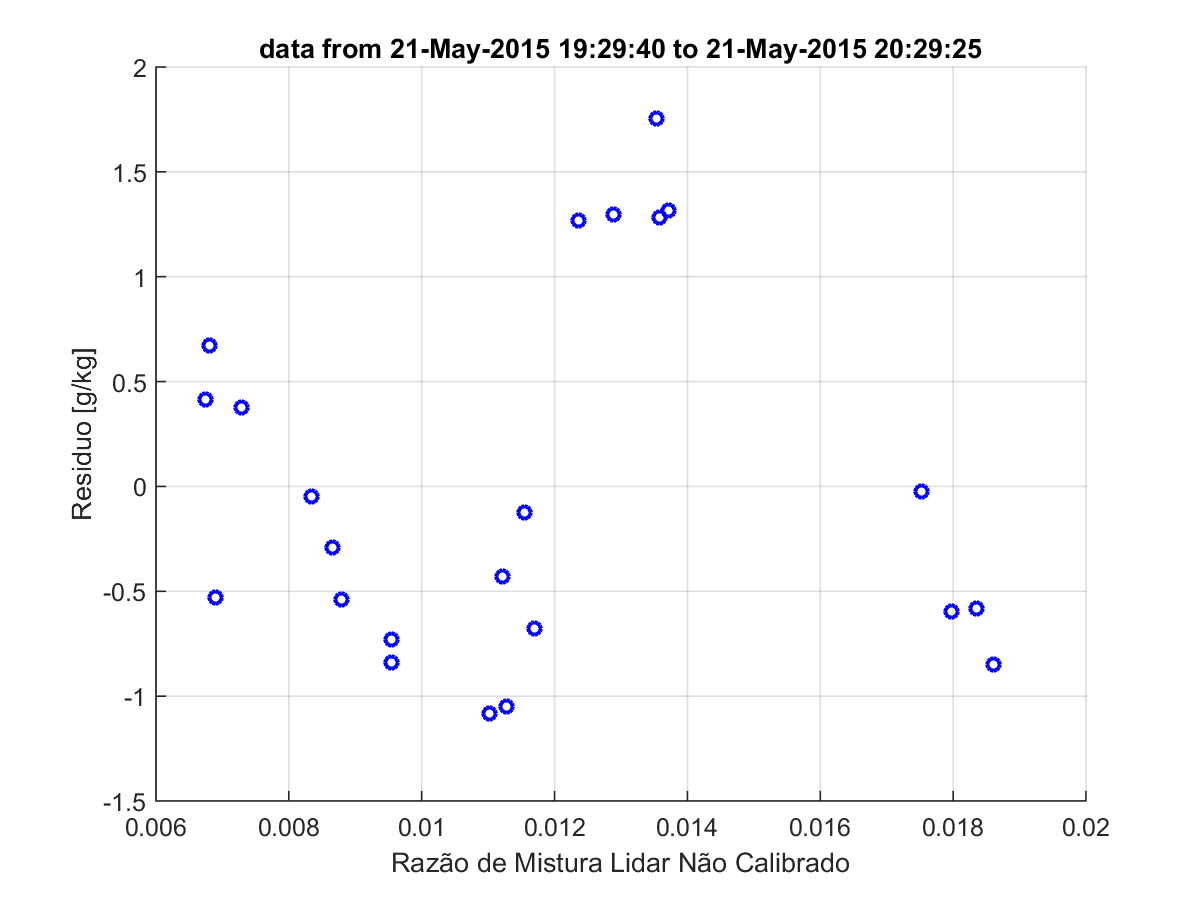 data from 21-May-2015 19:29:40 to 21-May-2015 20:29:25
2
1.5
1
0.5
0
-0.5
-1
-1.5
Residuo [g/kg]
0.006 0.008 0.01 0.012 0.014 0.016 0.018 0.02
Razão de Mistura Lidar Não Calibrado